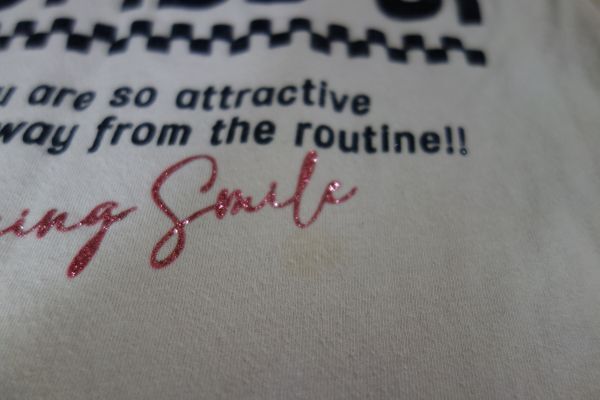 are so attractive
way from the routine!!
Smile